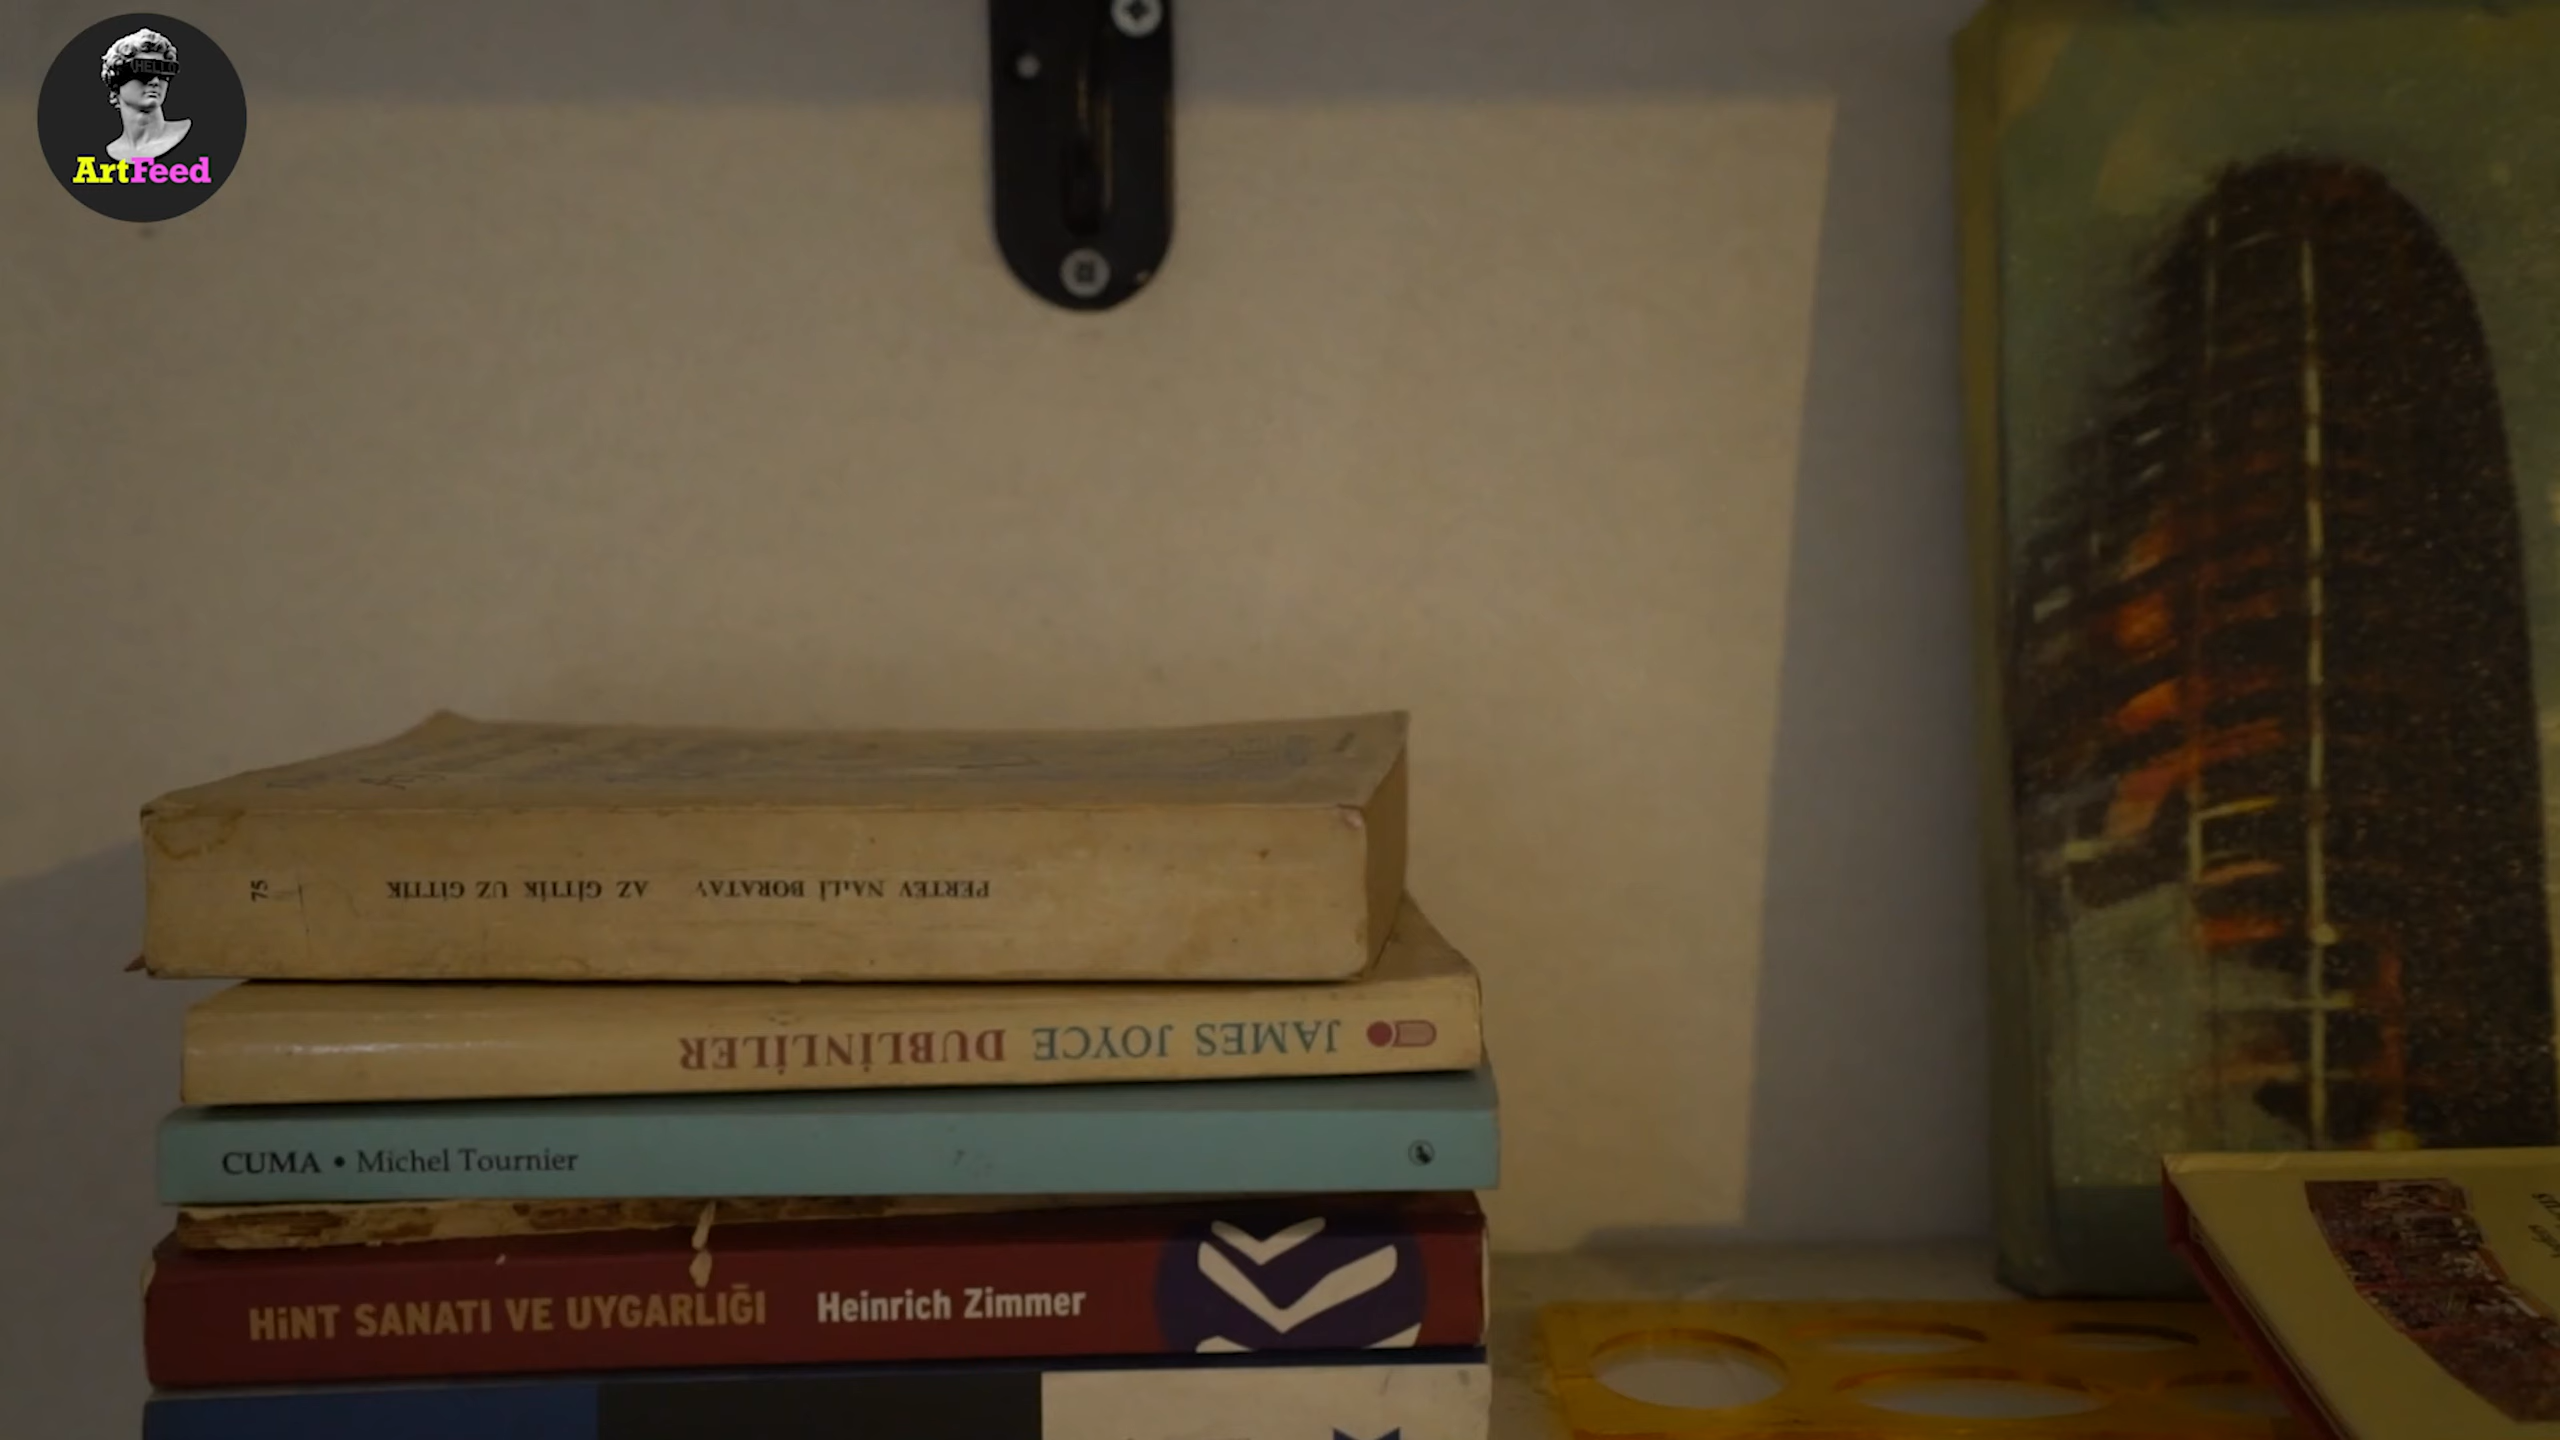 HELLO
ArtFeed
75 PERTEV NAİLİ BORATAV AZ GİTTİK UZ GİTTİK
JAMES JOYCE DUBLİNLİLER
CUMA • Michel Tournier
HiNT SANATI VE UYGARLIĞI Heinrich Zimmer